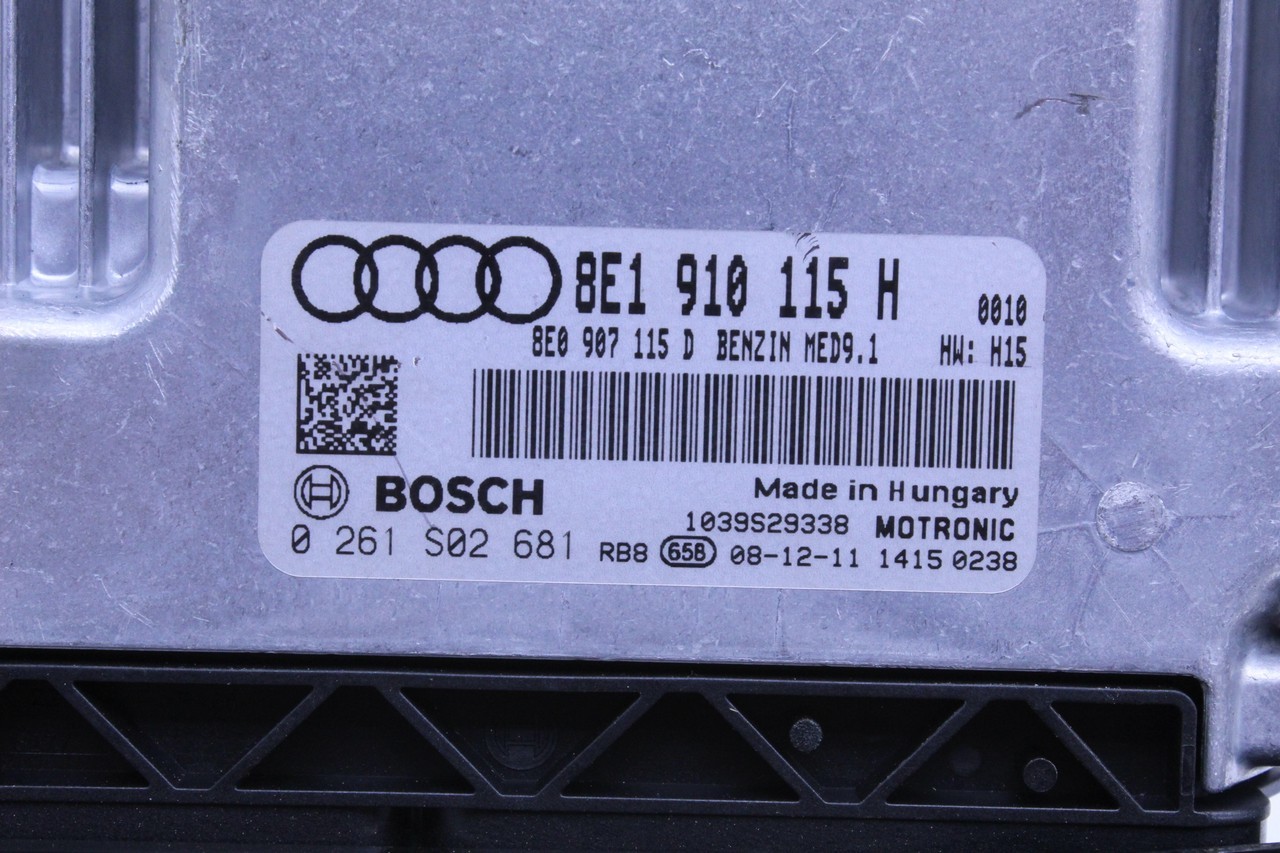 8E1 910 115 H 0010
8E0 907 115 D BENZIN MED9.1 HW: H15
BOSCH Made in Hungary
1039S29338 MOTRONIC
0 261 S02 681 RB8 658 08-12-11 1415 0238